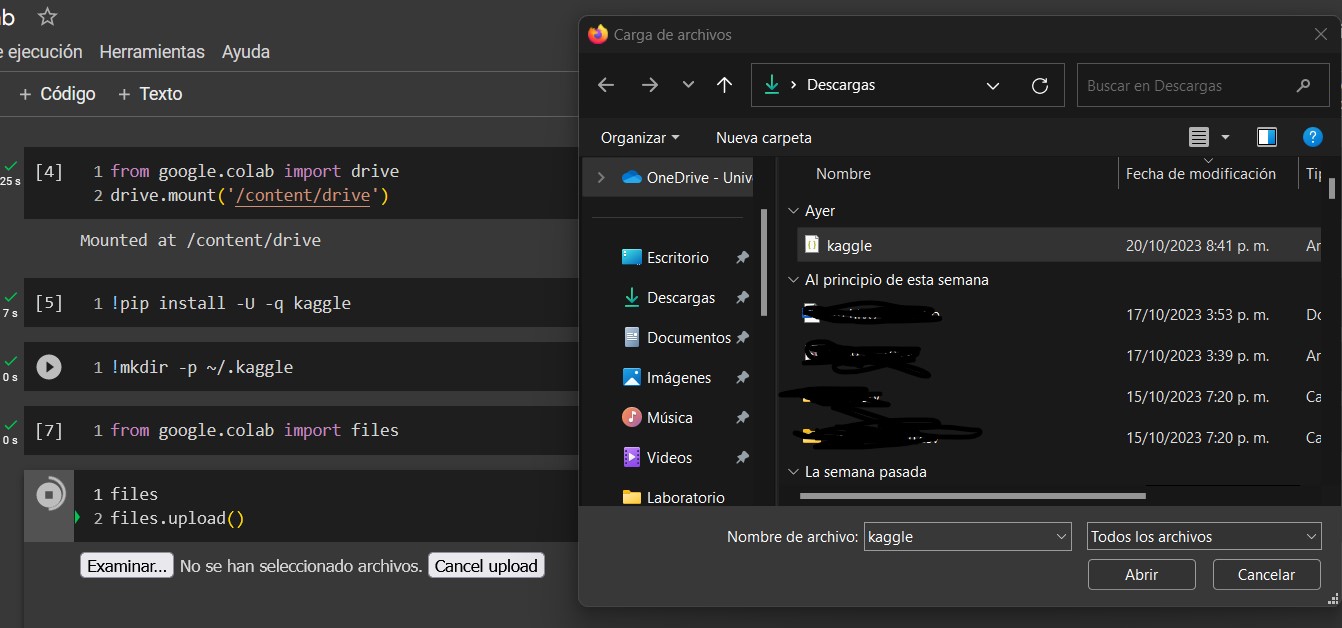 b
e ejecución Herramientas Ayuda
+ Código + Texto
25 s
[4]
1 from google.colab import drive
2 drive.mount('/content/drive')
Mounted at /content/drive
7 s
[5]
1 !pip install -U -q kaggle
0 s
1 !mkdir -p ~/.kaggle
0 s
[7]
1 from google.colab import files
1 files
2 files.upload()
Examinar... No se han seleccionado archivos. Cancel upload
Carga de archivos
Descargas
Buscar en Descargas
Organizar Nueva carpeta
OneDrive - Univ
Escritorio
Descargas
Documentos
Imágenes
Música
Videos
Laboratorio
Nombre Fecha de modificación Tip
Ayer
kaggle 20/10/2023 8:41 p. m. Ar
Al principio de esta semana
17/10/2023 3:53 p. m. Do
17/10/2023 3:39 p. m. Ar
15/10/2023 7:20 p. m. Ca
15/10/2023 7:20 p. m. Ca
La semana pasada
Nombre de archivo: kaggle Todos los archivos
Abrir Cancelar